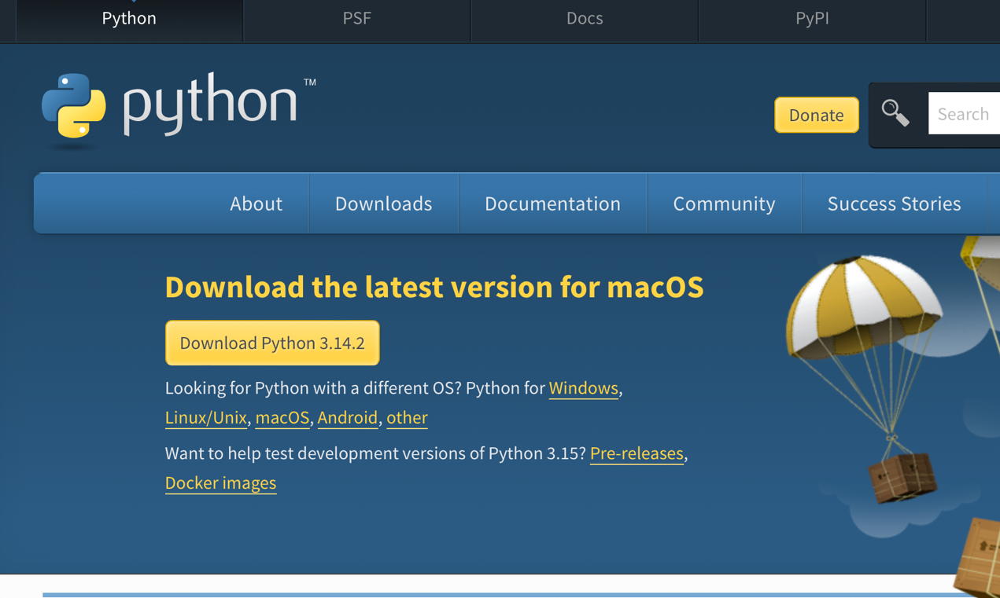 Python
PSF
Docs
PyPI
python™
Donate
Search
About
Downloads
Documentation
Community
Success Stories
Download the latest version for macOS
Download Python 3.14.2
Looking for Python with a different OS? Python for Windows,
Linux/Unix, macOS, Android, other
Want to help test development versions of Python 3.15? Pre-releases,
Docker images